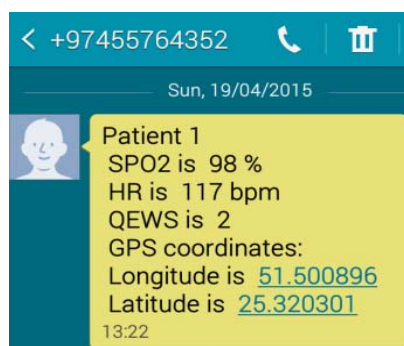 +97455764352
Sun, 19/04/2015
Patient 1
SPO2 is 98 %
HR is 117 bpm
QEWS is 2
GPS coordinates:
Longitude is 51.500896
Latitude is 25.320301
13:22